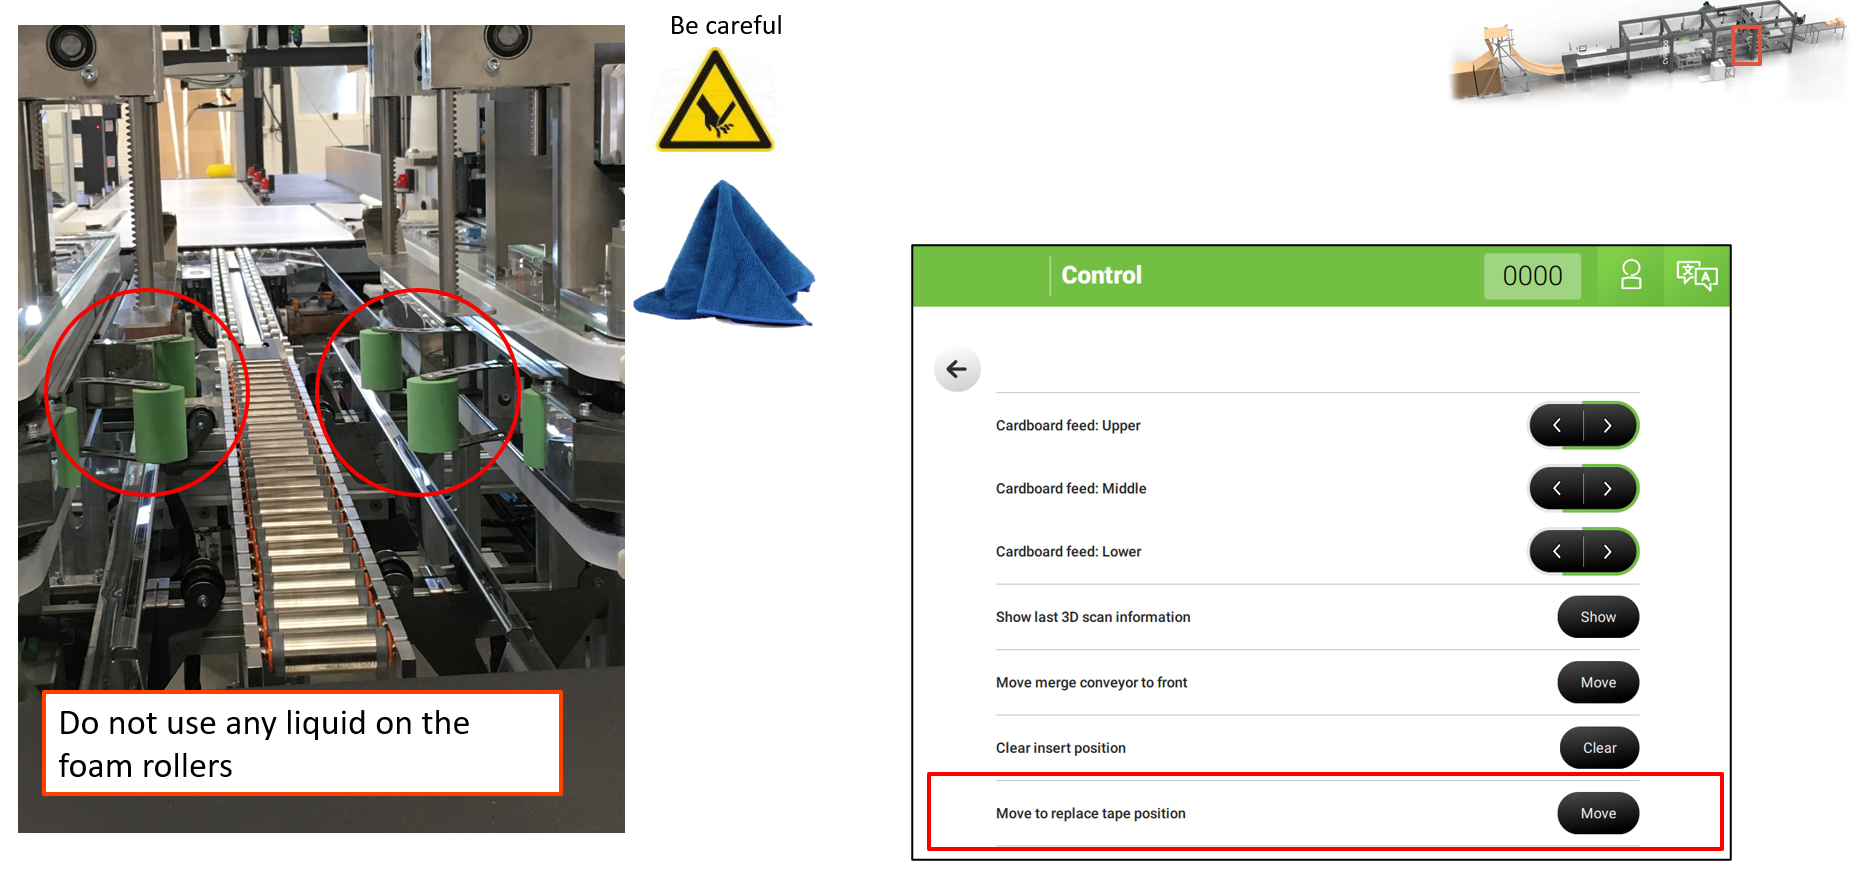 Be careful
Do not use any liquid on the
foam rollers
Control
0000
Cardboard feed: Upper
Cardboard feed: Middle
Cardboard feed: Lower
Show last 3D scan information
Show
Move merge conveyor to front
Move
Clear insert position
Clear
Move to replace tape position
Move